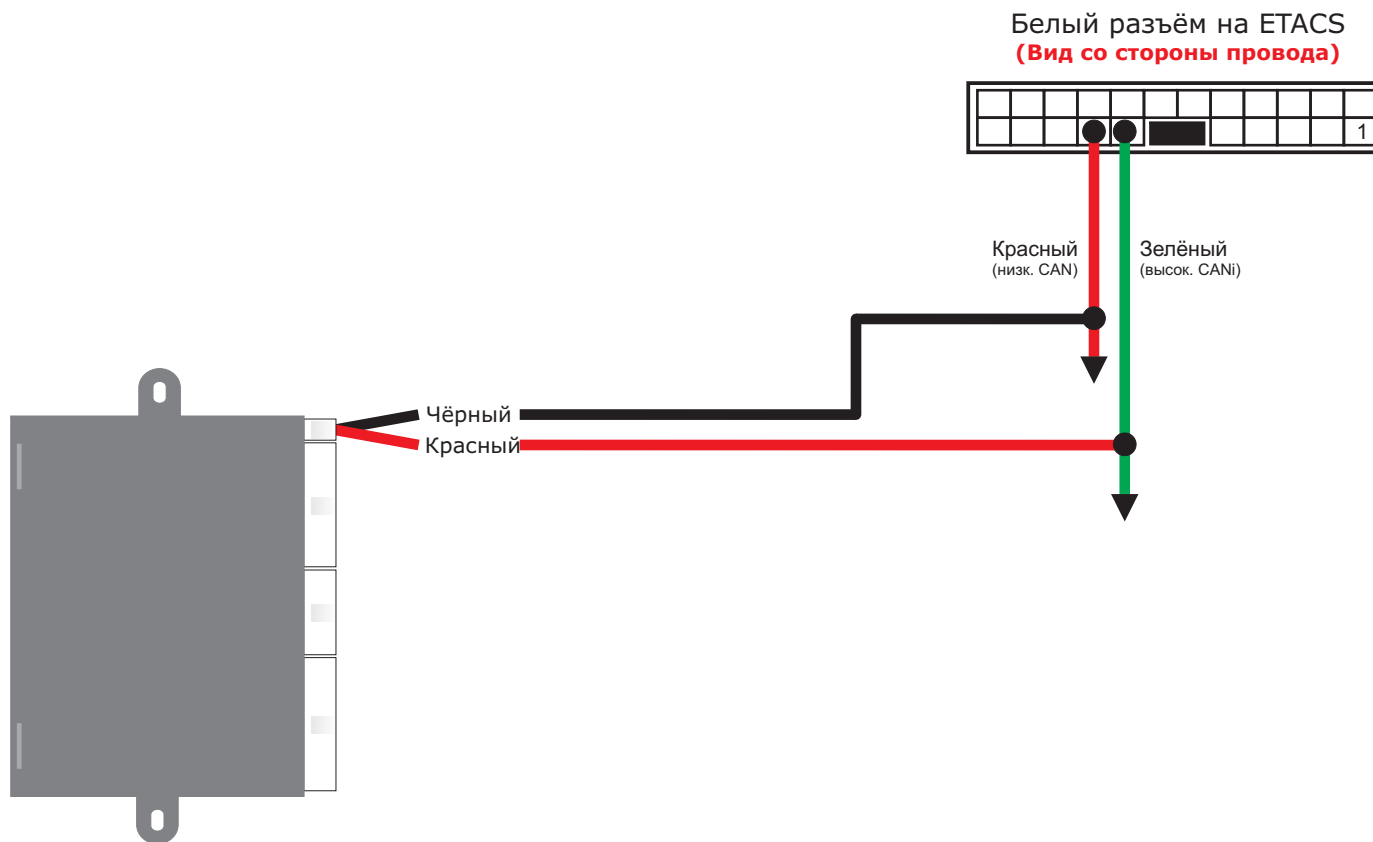 Белый разъём на ETACS
(Вид со стороны провода)
1
Красный
(низк. CAN)
Зелёный
(высок. CANi)
Чёрный
Красный